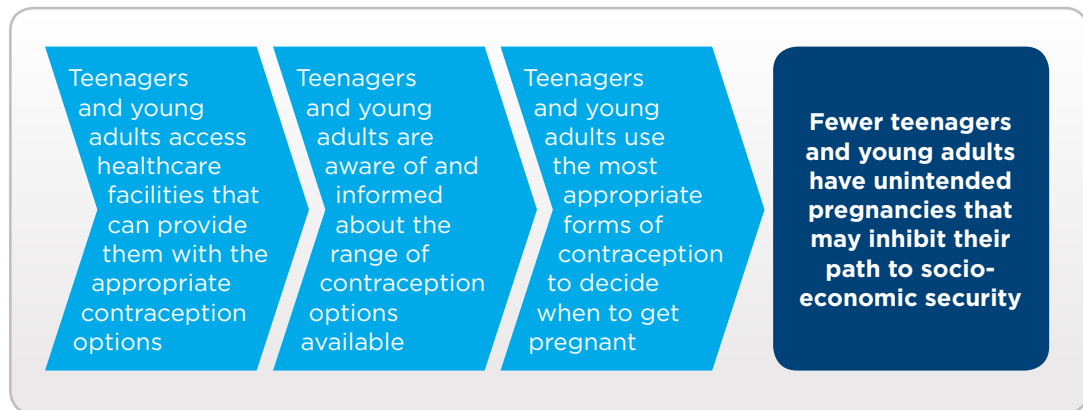 Teenagers
and young
adults access
healthcare
facilities that
can provide
them with the
appropriate
contraception
options
Teenagers
and young
adults are
aware of and
informed
about the
range of
contraception
options
available
Teenagers
and young
adults use
the most
appropriate
forms of
contraception
to decide
when to get
pregnant
Fewer teenagers
and young adults
have unintended
pregnancies that
may inhibit their
path to socio-
economic security